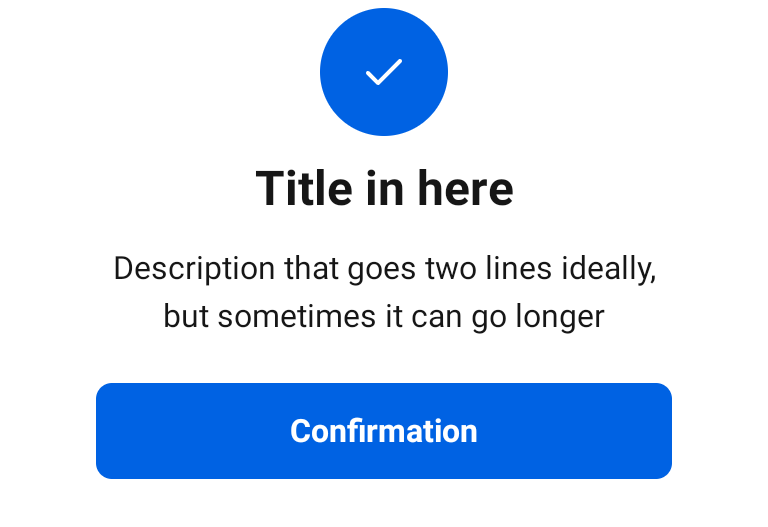 Title in here
Description that goes two lines ideally,
but sometimes it can go longer
Confirmation